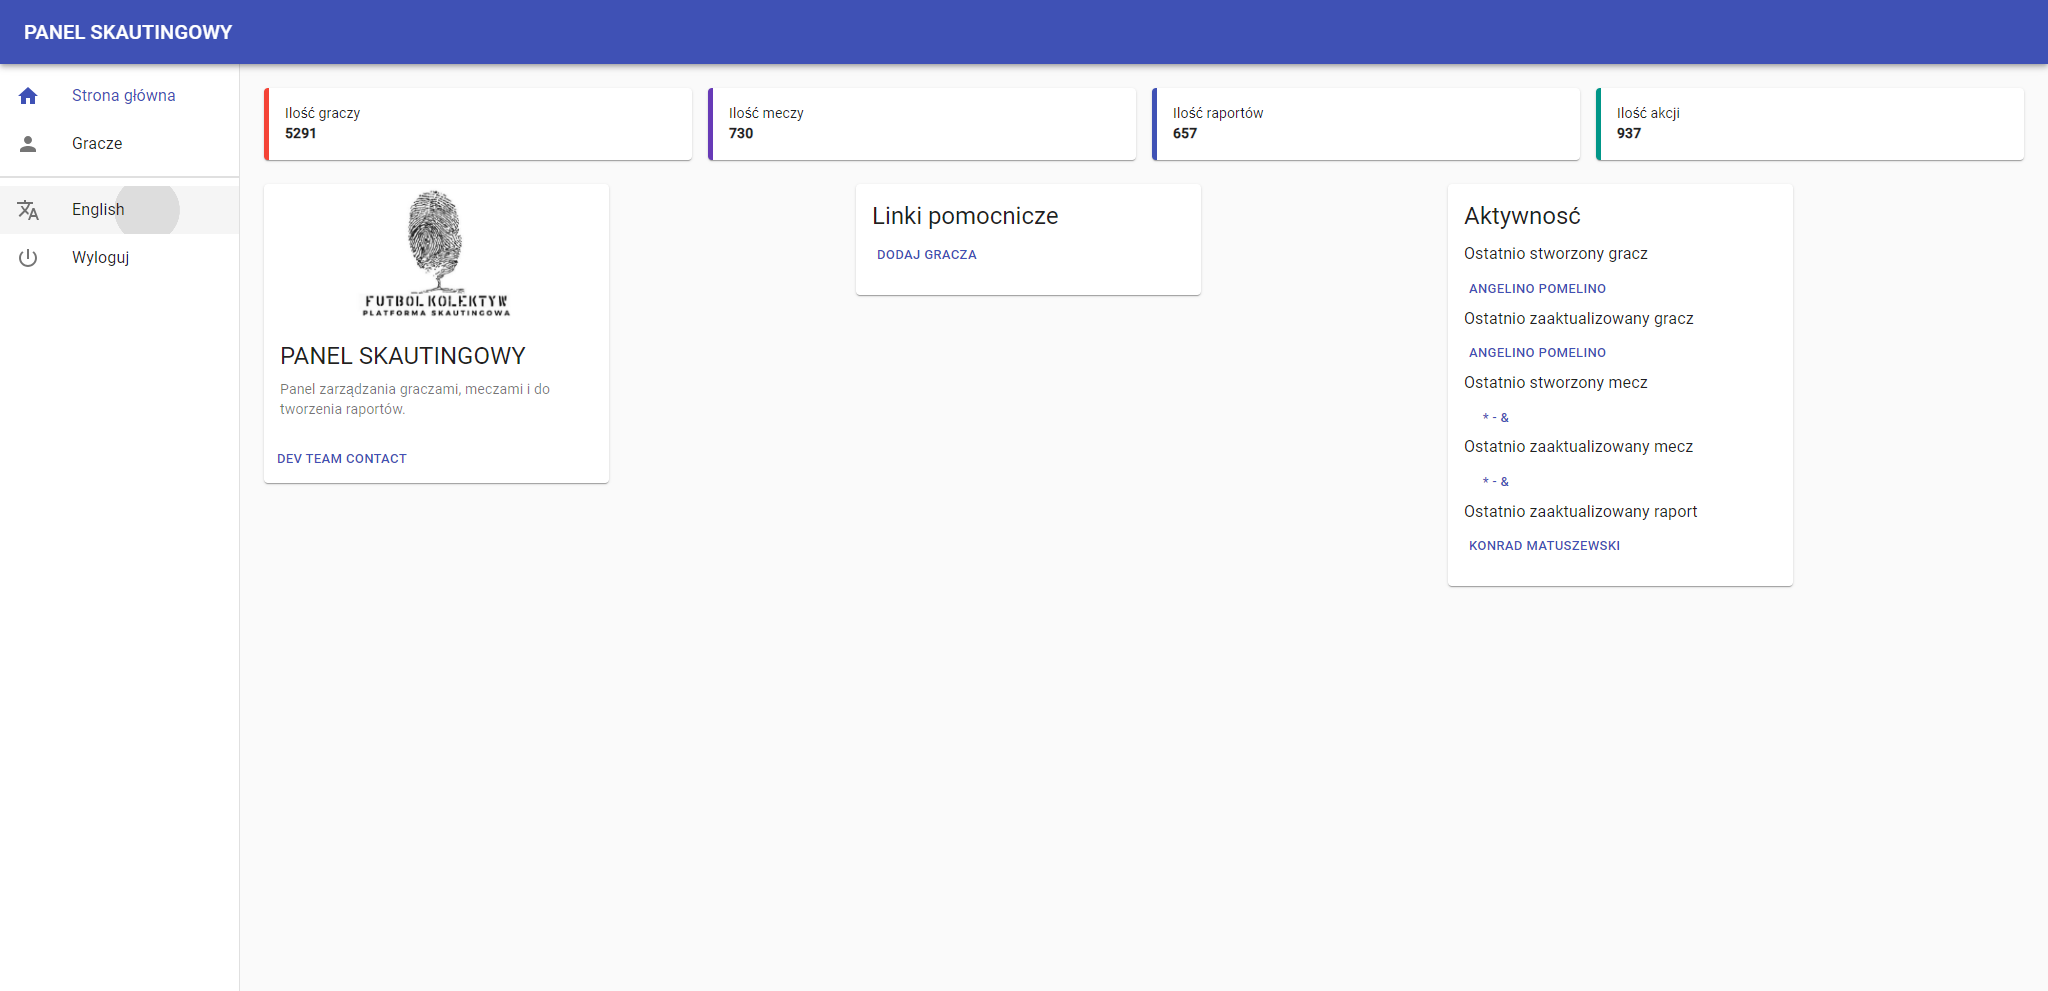 PANEL SKAUTINGOWY
Strona główna
Gracze
English
Wyloguj
Ilość graczy
5291
Ilość meczy
730
Ilość raportów
657
Ilość akcji
937
FUTBOL KOLEKTYW
PLATFORMA SKAUTINGOWA
PANEL SKAUTINGOWY
Panel zarządzania graczami, meczami i do
tworzenia raportów.
DEV TEAM CONTACT
Linki pomocnicze
DODAJ GRACZA
Aktywnosć
Ostatnio stworzony gracz
ANGELINO POMELINO
Ostatnio zaaktualizowany gracz
ANGELINO POMELINO
Ostatnio stworzony mecz
* - &
Ostatnio zaaktualizowany mecz
* - &
Ostatnio zaaktualizowany raport
KONRAD MATUSZEWSKI